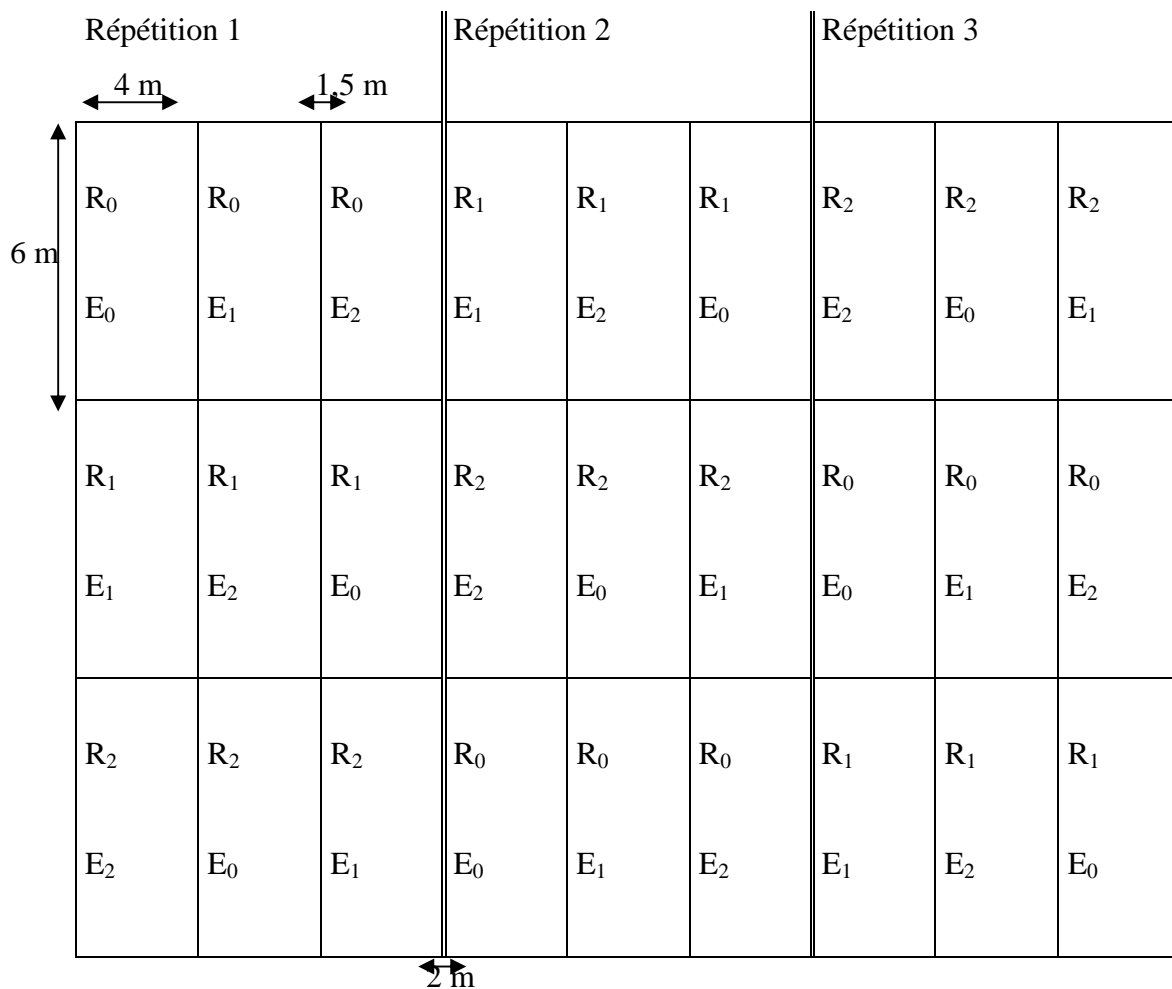 Répétition 1 Répétition 2 Répétition 3
4 m 1,5 m
R₀ R₀ R₀ R₁ R₁ R₁ R₂ R₂ R₂
6 m
E₀ E₁ E₂ E₁ E₂ E₀ E₂ E₀ E₁
R₁ R₁ R₁ R₂ R₂ R₂ R₀ R₀ R₀
E₁ E₂ E₀ E₂ E₀ E₁ E₀ E₁ E₂
R₂ R₂ R₂ R₀ R₀ R₀ R₁ R₁ R₁
E₂ E₀ E₁ E₀ E₁ E₂ E₁ E₂ E₀
2 m